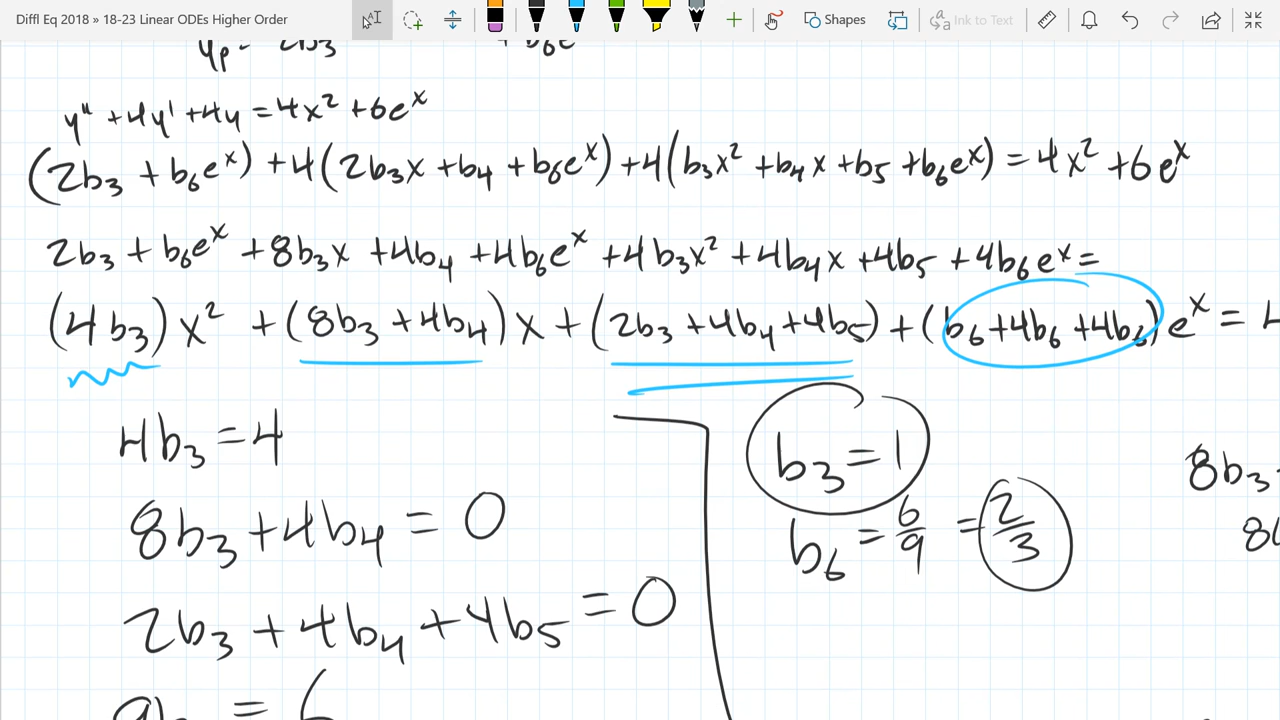 Diffl Eq 2018 » 18-23 Linear ODEs Higher Order
Shapes
Ink to Text
y'' + 4y' + 4y = 4x² + 6eˣ
(2b₃ + b₆eˣ) + 4(2b₃x + b₄ + b₆eˣ) + 4(b₃x² + b₄x + b₅ + b₆eˣ) = 4x² + 6eˣ
2b₃ + b₆eˣ + 8b₃x + 4b₄ + 4b₆eˣ + 4b₃x² + 4b₄x + 4b₅ + 4b₆eˣ =
(4b₃)x² + (8b₃ + 4b₄)x + (2b₃ + 4b₄ + 4b₅) + (b₆ + 4b₆ + 4b₆)eˣ = 4
4b₃ = 4
8b₃ + 4b₄ = 0
2b₃ + 4b₄ + 4b₅ = 0
= 6
b₃ = 1
b₆ = 6/9 = 2/3
8b₃